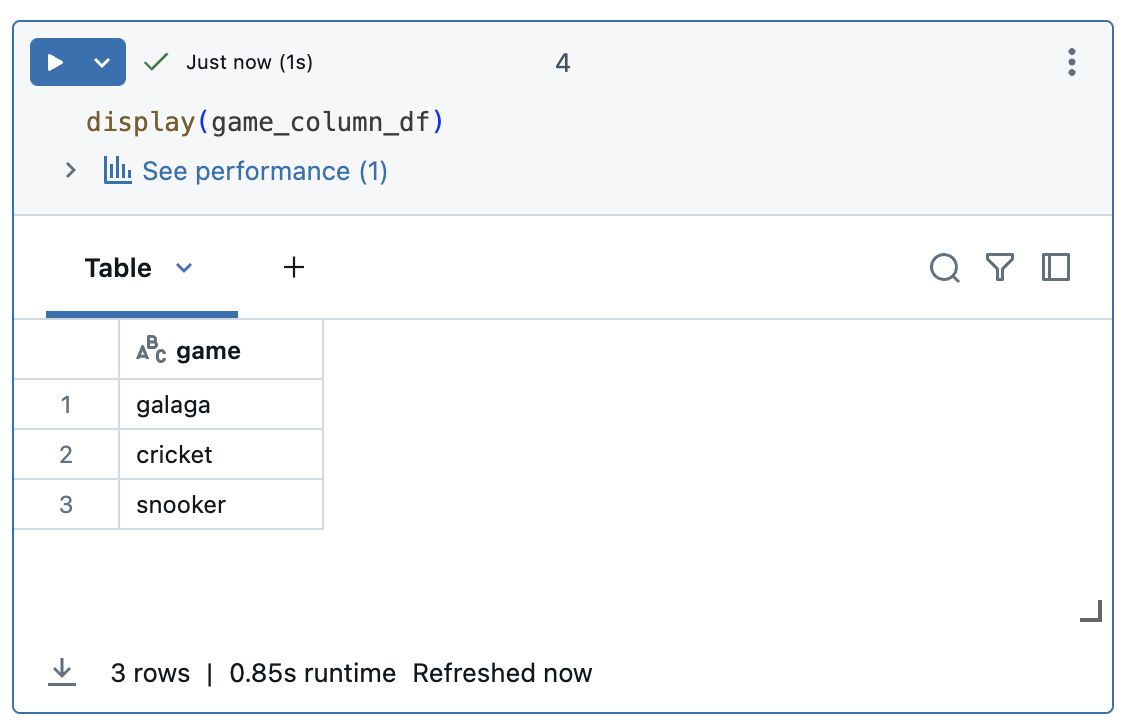 Just now (1s)
4
display(game_column_df)
See performance (1)
Table
ABC game
1 galaga
2 cricket
3 snooker
3 rows | 0.85s runtime Refreshed now